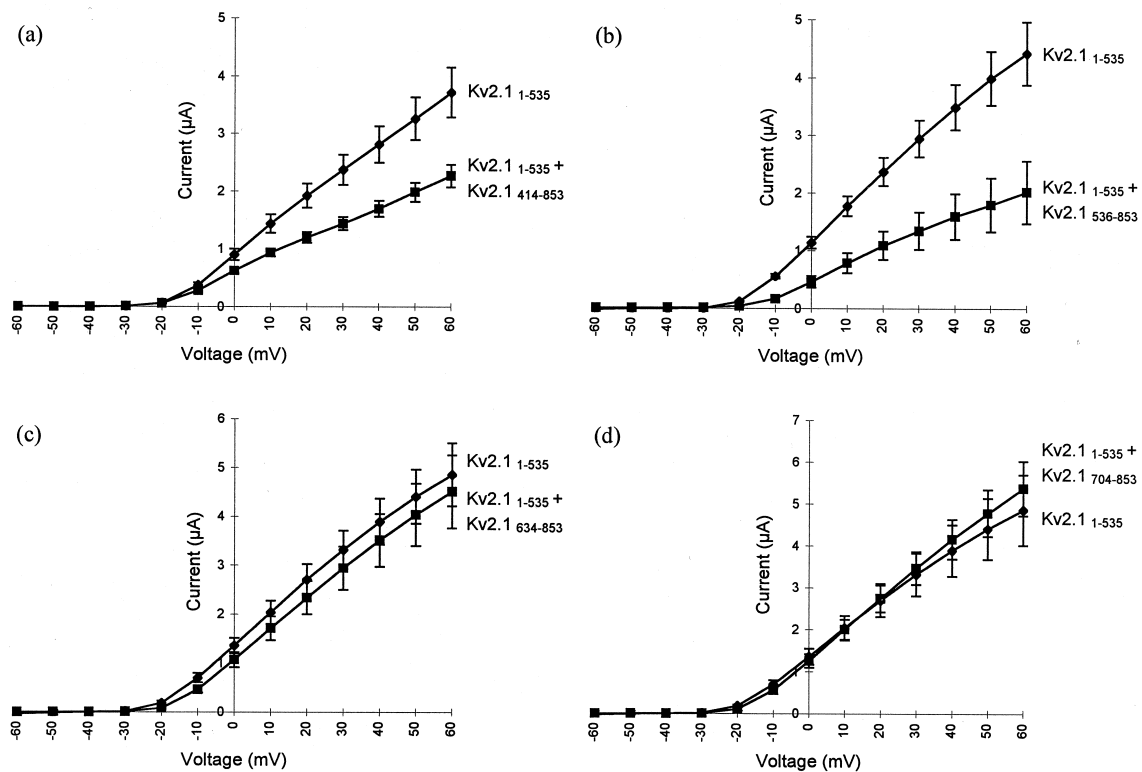 (a)
5
4
3
2
1
0
Current (µA)
-60 -50 -40 -30 -20 -10 0 10 20 30 40 50 60
Voltage (mV)
Kv2.1 1-535
Kv2.1 1-535 +
Kv2.1 414-853
(b)
5
4
3
2
1
0
Current (µA)
-60 -50 -40 -30 -20 -10 0 10 20 30 40 50 60
Voltage (mV)
Kv2.1 1-535
Kv2.1 1-535 +
Kv2.1 536-853
(c)
6
5
4
3
2
1
0
Current (µA)
-60 -50 -40 -30 -20 -10 0 10 20 30 40 50 60
Voltage (mV)
Kv2.1 1-535
Kv2.1 1-535 +
Kv2.1 634-853
(d)
7
6
5
4
3
2
1
0
Current (µA)
-60 -50 -40 -30 -20 -10 0 10 20 30 40 50 60
Voltage (mV)
Kv2.1 1-535 +
Kv2.1 704-853
Kv2.1 1-535